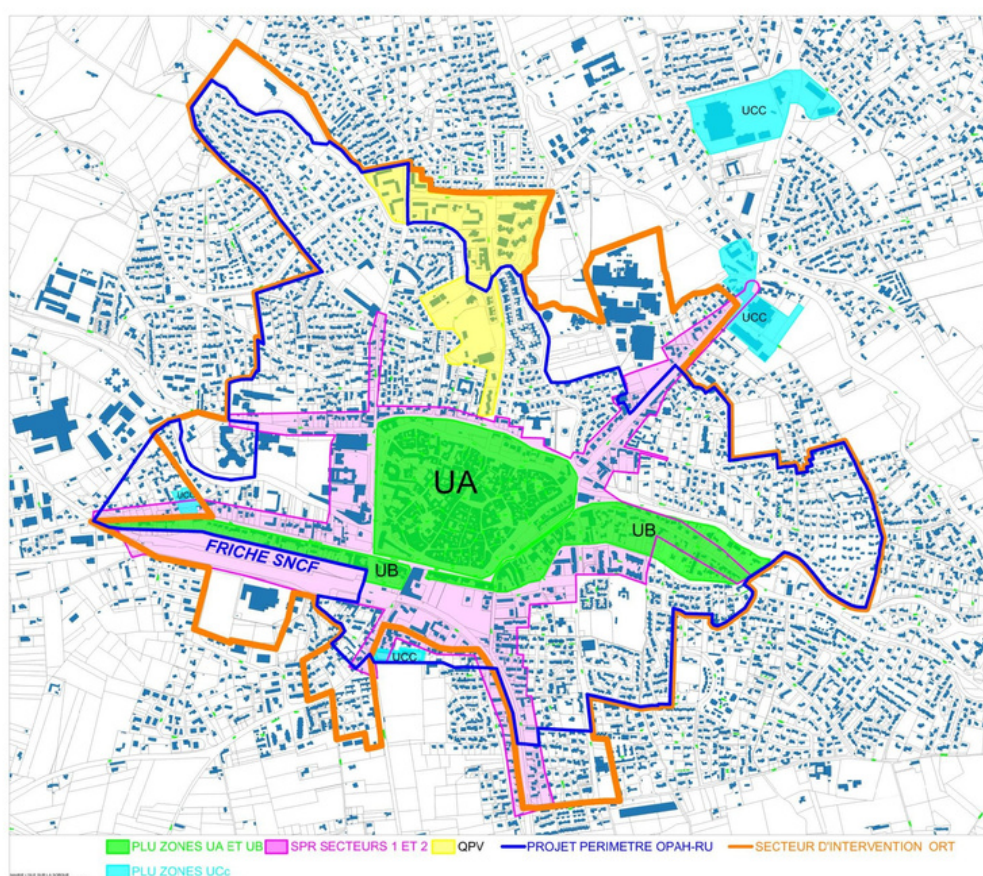 UCC
UCC
UA
UCC
UB
FRICHE SNCF
UB
UCC
PLU ZONES UA ET UB
SPR SECTEURS 1 ET 2
QPV
PROJET PERIMETRE OPAH-RU
SECTEUR D'INTERVENTION ORT
PLU ZONES UCc